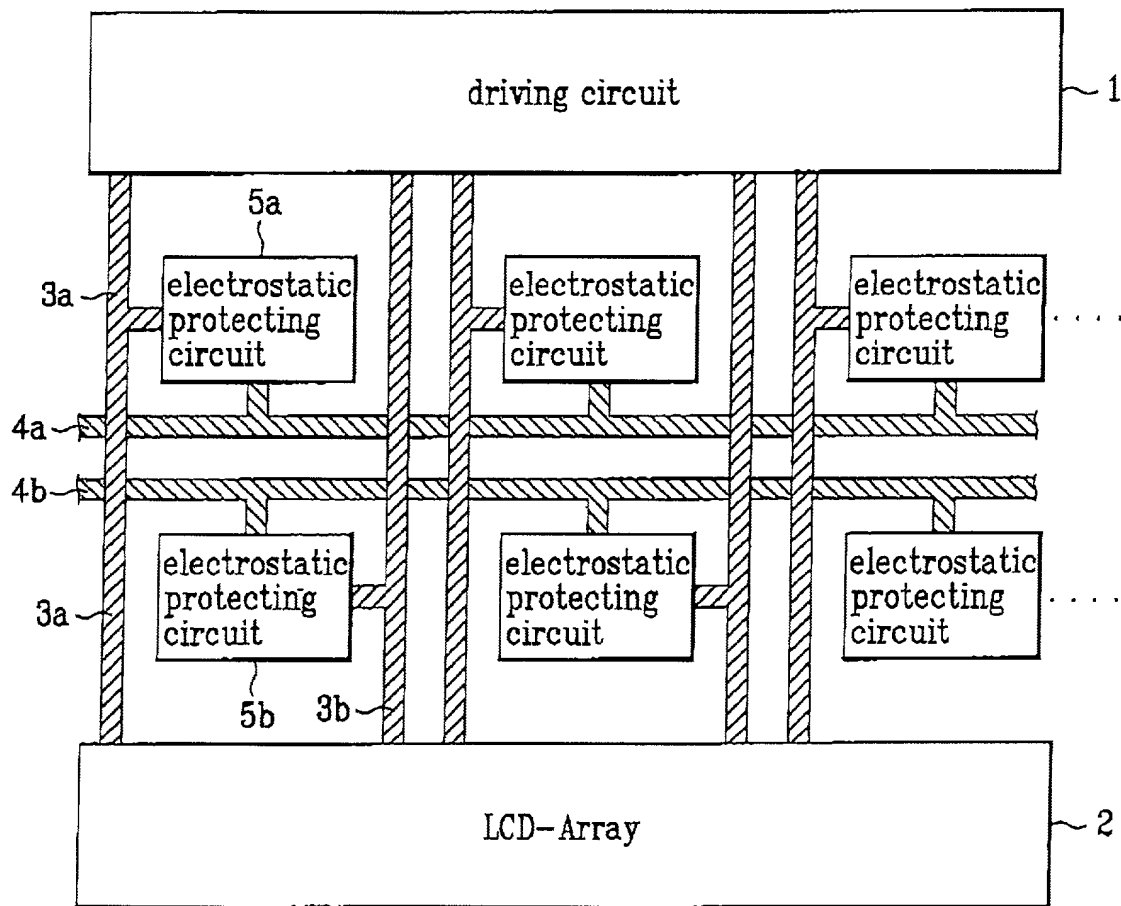 driving circuit
1
5a
3a
electrostatic
protecting
circuit
electrostatic
protecting
circuit
electrostatic
protecting
circuit
. . . .
4a
4b
electrostatic
protecting
circuit
electrostatic
protecting
circuit
electrostatic
protecting
circuit
. . . .
3a
5b
3b
LCD-Array
2